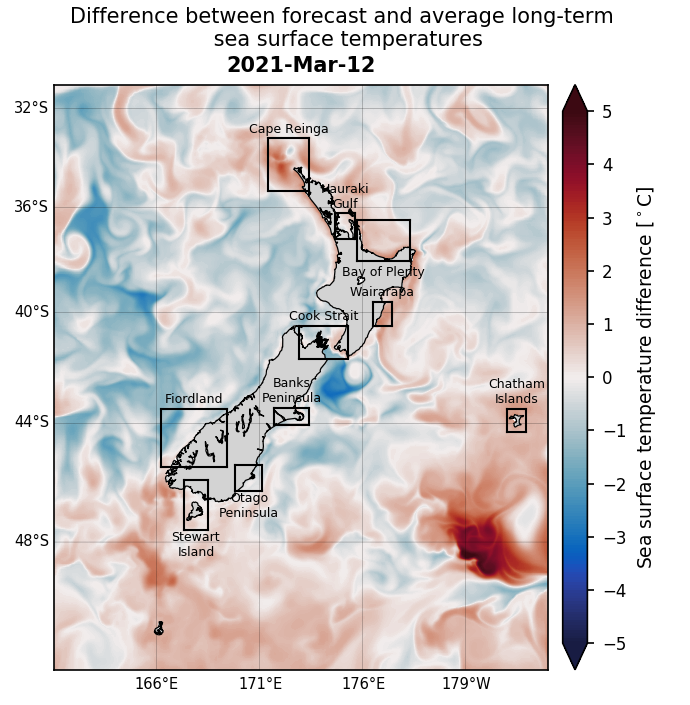 Difference between forecast and average long-term
sea surface temperatures
2021-Mar-12
32°S
36°S
40°S
44°S
48°S
166°E
171°E
176°E
179°W
Cape Reinga
Hauraki
Gulf
Bay of Plenty
Wairarapa
Cook Strait
Banks
Peninsula
Fiordland
Chatham
Islands
Otago
Peninsula
Stewart
Island
5
4
3
2
1
0
−1
−2
−3
−4
−5
Sea surface temperature difference [°C]